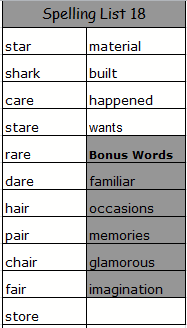 Spelling List 18
star material
shark built
care happened
stare wants
rare Bonus Words
dare familiar
hair occasions
pair memories
chair glamorous
fair imagination
store